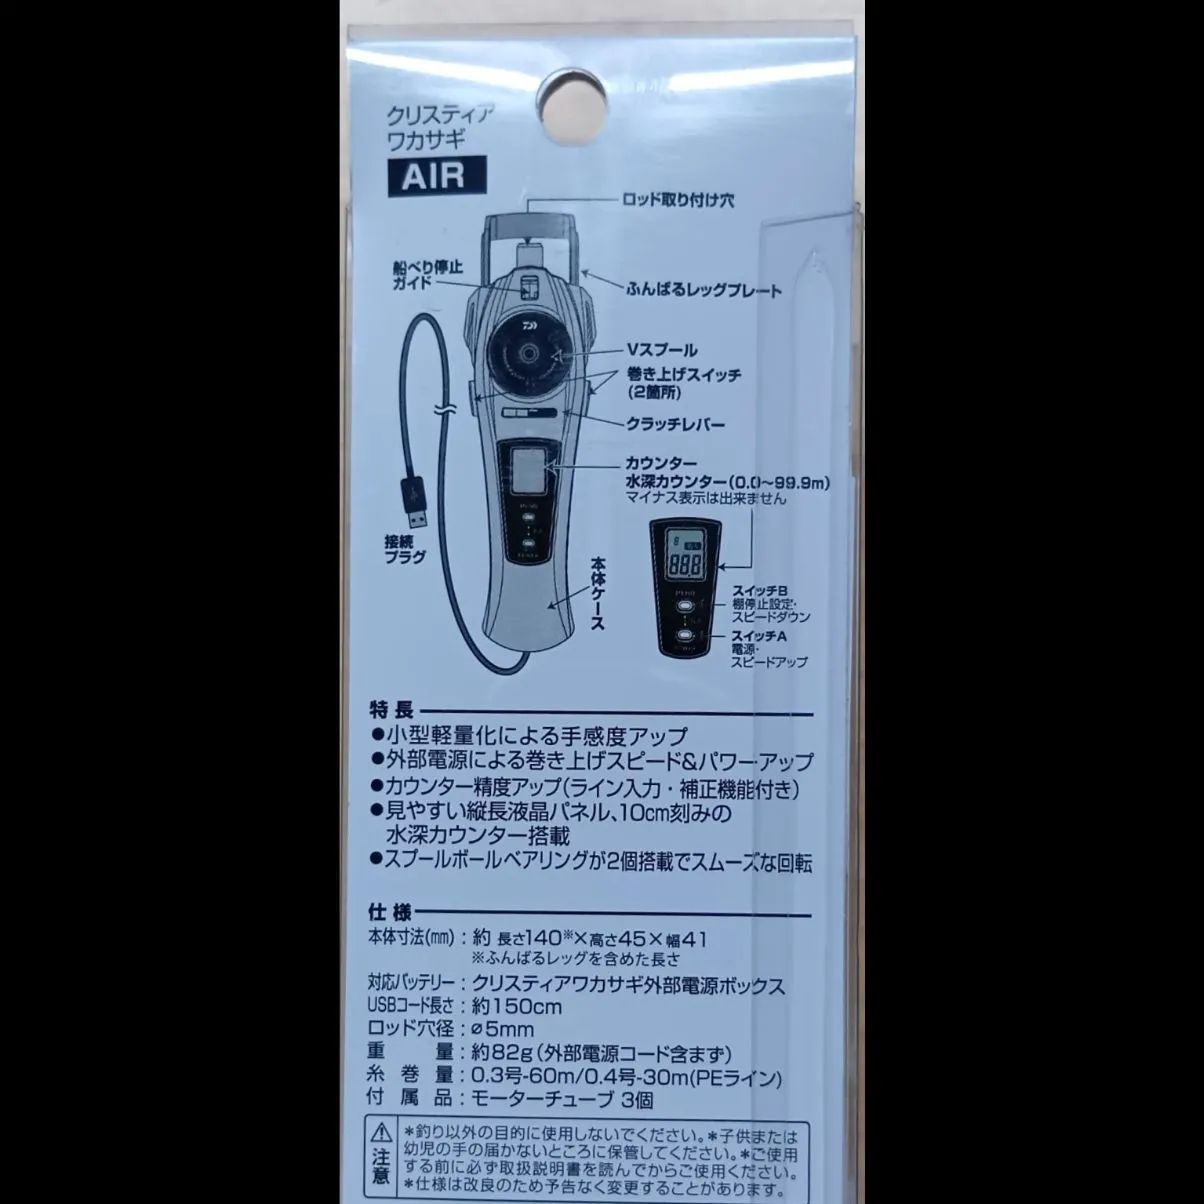 クリスティア
ワカサギ
AIR
ロッド取り付け穴
船べり停止
ガイド
ふんばるレッグプレート
Vスプール
巻き上げスイッチ
(2箇所)
クラッチレバー
カウンター
水深カウンター(0.0～99.9m)
マイナス表示は出来ません
接続
プラグ
本体ケース
888
スイッチB
棚停止設定・
スピードダウン
スイッチA
電源・
スピードアップ
特長
●小型軽量化による手感度アップ
●外部電源による巻き上げスピード&パワーアップ
●カウンター精度アップ(ライン入力・補正機能付き)
●見やすい縦長液晶パネル、10cm刻みの
水深カウンター搭載
●スプールボールベアリングが2個搭載でスムーズな回転
仕様
本体寸法(mm):約 長さ140※×高さ45×幅41
※ふんばるレッグを含めた長さ
対応バッテリー:クリスティアワカサギ外部電源ボックス
USBコード長さ:約150cm
ロッド穴径:⌀5mm
重量:約82g(外部電源コード含まず)
糸巻量:0.3号-60m/0.4号-30m(PEライン)
付属品:モーターチューブ 3個
注意
*釣り以外の目的に使用しないでください。*子供または
幼児の手の届かないところに保管してください。*ご使用
する前に必ず取扱説明書を読んでからご使用ください。
*仕様は改良のため予告なく変更することがあります。